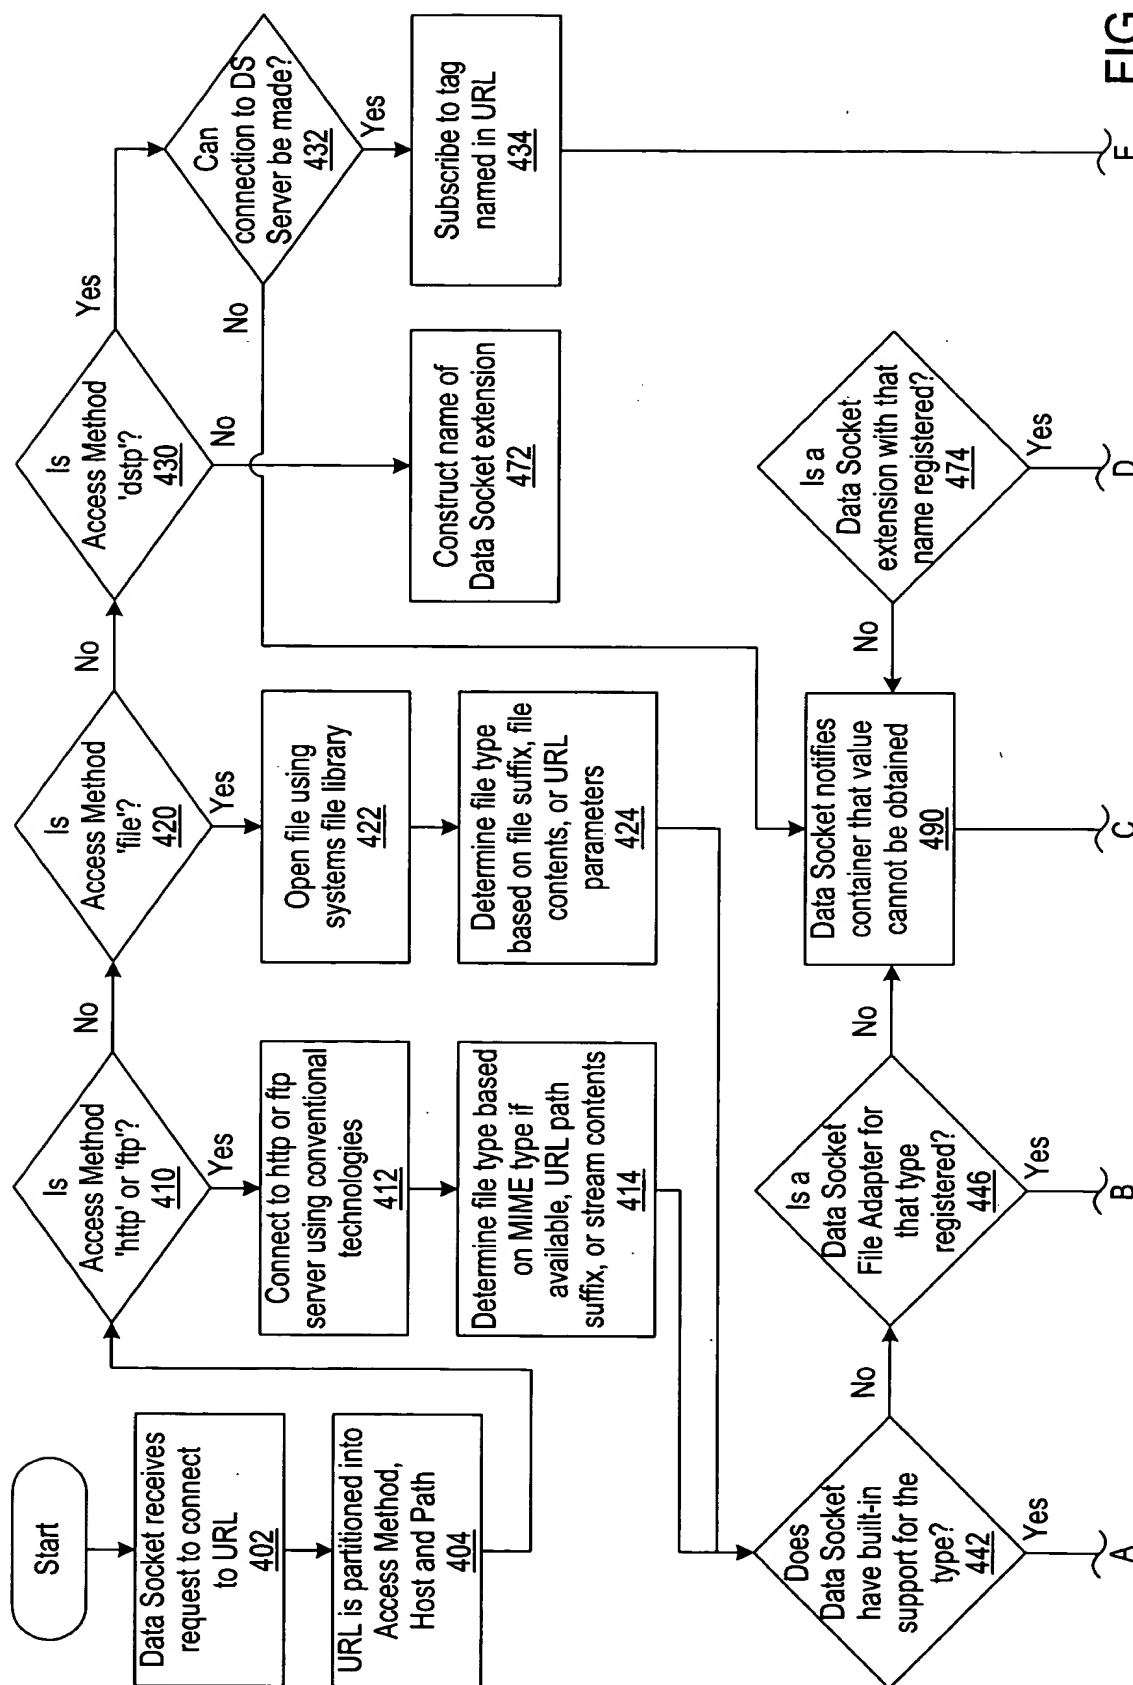 Start
Data Socket receives
request to connect
to URL
402
URL is partitioned into
Access Method,
Host and Path
404
Is
Access Method
'http' or 'ftp'?
410
No
Yes
Connect to http or ftp
server using conventional
technologies
412
Determine file type based
on MIME type if
available, URL path
suffix, or stream contents
414
Is
Access Method
'file'?
420
No
Yes
Open file using
systems file library
422
Determine file type
based on file suffix, file
contents, or URL
parameters
424
Is
Access Method
'dstp'?
430
Yes
No
Construct name of
Data Socket extension
472
Can
connection to DS
Server be made?
432
No
Yes
Subscribe to tag
named in URL
434
Does
Data Socket
have built-in
support for the
type?
442
No
Yes
Is a
Data Socket
File Adapter for
that type
registered?
446
No
Yes
Data Socket notifies
container that value
cannot be obtained
490
Is a
Data Socket
extension with that
name registered?
474
No
Yes
A
B
C
D
FIG